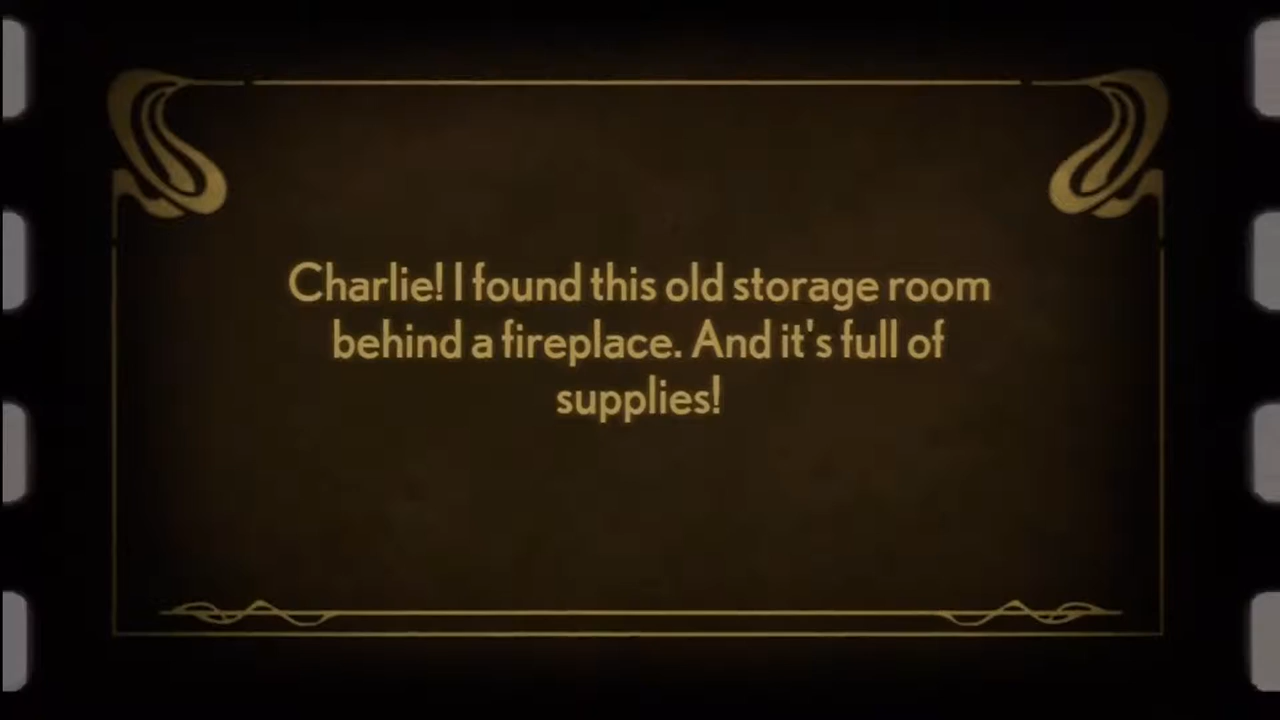 Charlie! I found this old storage room
behind a fireplace. And it's full of
supplies!